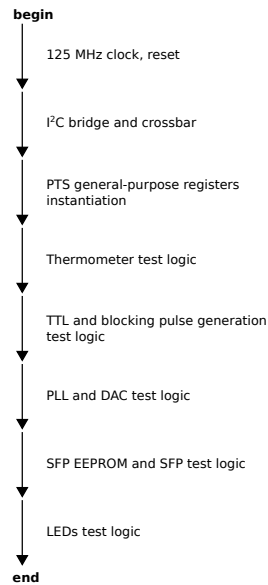 begin
125 MHz clock, reset
I²C bridge and crossbar
PTS general-purpose registers
instantiation
Thermometer test logic
TTL and blocking pulse generation
test logic
PLL and DAC test logic
SFP EEPROM and SFP test logic
LEDs test logic
end